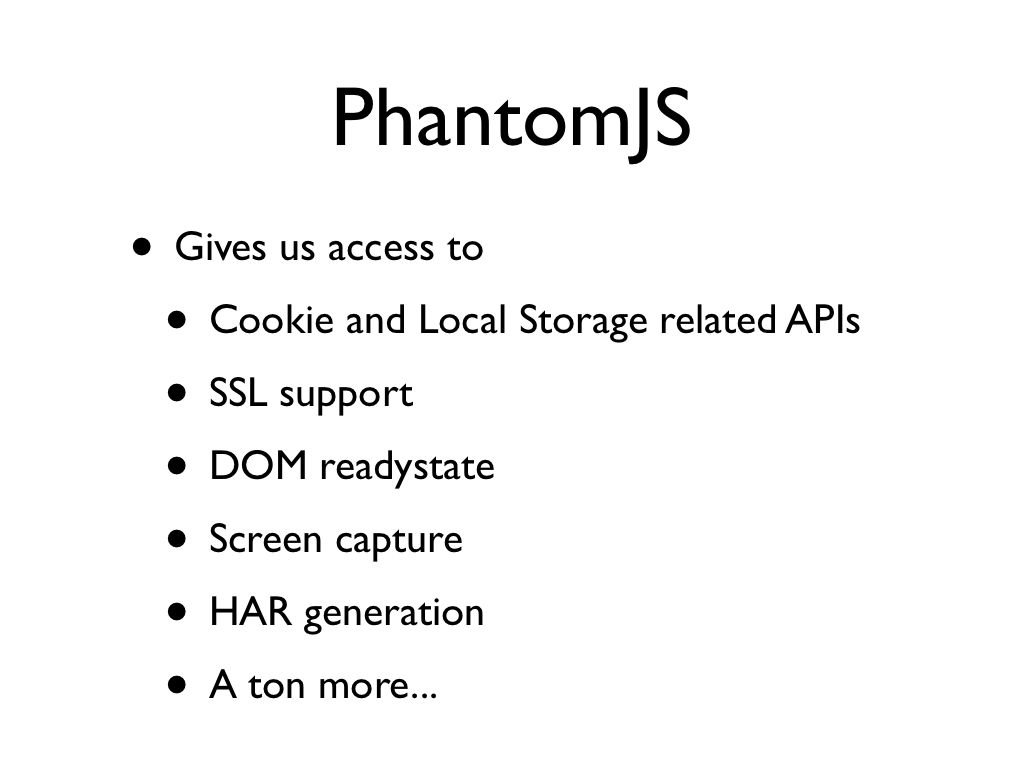 PhantomJS
• Gives us access to
• Cookie and Local Storage related APIs
• SSL support
• DOM readystate
• Screen capture
• HAR generation
• A ton more...